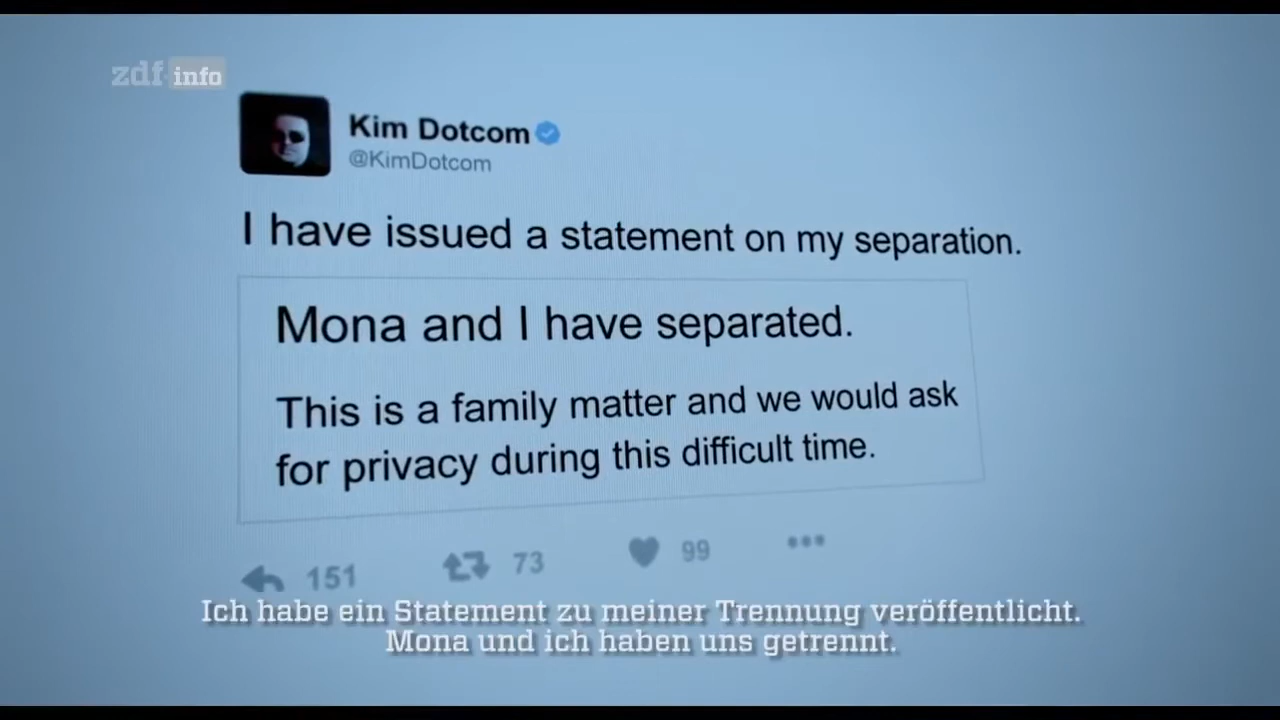 zdf info
Kim Dotcom
@KimDotcom
I have issued a statement on my separation.
Mona and I have separated.
This is a family matter and we would ask
for privacy during this difficult time.
151 73 99
Ich habe ein Statement zu meiner Trennung veröffentlicht.
Mona und ich haben uns getrennt.